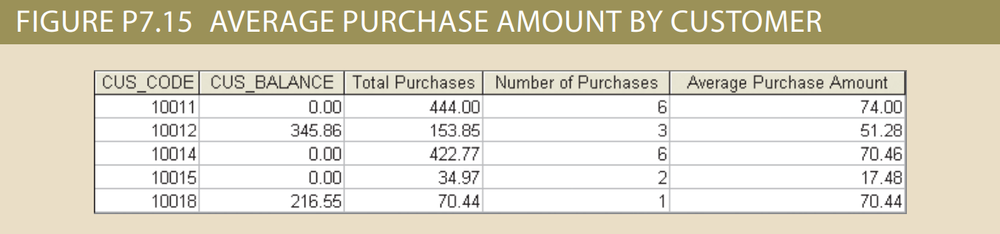 FIGURE P7.15 AVERAGE PURCHASE AMOUNT BY CUSTOMER
CUS_CODE CUS_BALANCE Total Purchases Number of Purchases Average Purchase Amount
10011 0.00 444.00 6 74.00
10012 345.86 153.85 3 51.28
10014 0.00 422.77 6 70.46
10015 0.00 34.97 2 17.48
10018 216.55 70.44 1 70.44